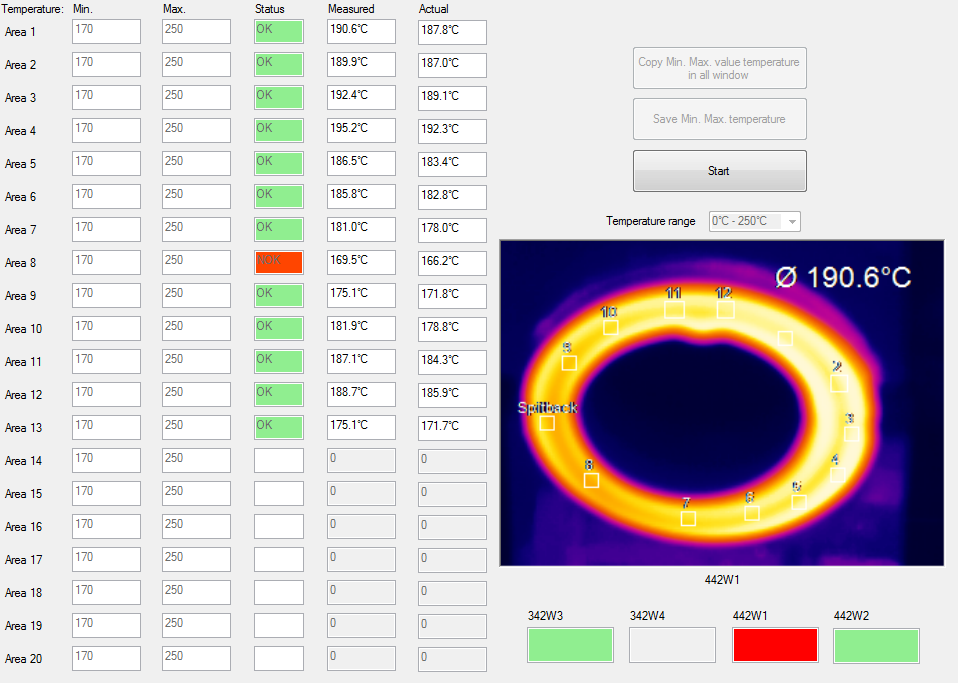 Temperature: Min. Max. Status Measured Actual
Area 1 170 250 OK 190.6°C 187.8°C
Area 2 170 250 OK 189.9°C 187.0°C
Area 3 170 250 OK 192.4°C 189.1°C
Area 4 170 250 OK 195.2°C 192.3°C
Area 5 170 250 OK 186.5°C 183.4°C
Area 6 170 250 OK 185.8°C 182.8°C
Area 7 170 250 OK 181.0°C 178.0°C
Area 8 170 250 NOK 169.5°C 166.2°C
Area 9 170 250 OK 175.1°C 171.8°C
Area 10 170 250 OK 181.9°C 178.8°C
Area 11 170 250 OK 187.1°C 184.3°C
Area 12 170 250 OK 188.7°C 185.9°C
Area 13 170 250 OK 175.1°C 171.7°C
Area 14 170 250 0 0
Area 15 170 250 0 0
Area 16 170 250 0 0
Area 17 170 250 0 0
Area 18 170 250 0 0
Area 19 170 250 0 0
Area 20 170 250 0 0
Copy Min. Max. value temperature
in all window
Save Min. Max. temperature
Start
Temperature range 0°C - 250°C
Ø 190.6°C
11 12
10
9
2
Spitback
3
4
8
5
6
7
442W1
342W3 342W4 442W1 442W2